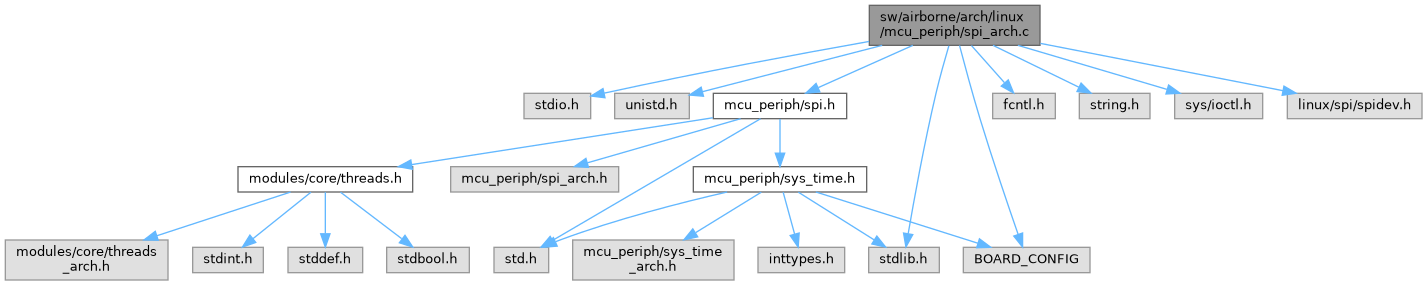 sw/airborne/arch/linux
/mcu_periph/spi_arch.c
stdio.h
unistd.h
mcu_periph/spi.h
fcntl.h
string.h
sys/ioctl.h
linux/spi/spidev.h
modules/core/threads.h
mcu_periph/spi_arch.h
mcu_periph/sys_time.h
modules/core/threads
_arch.h
stdint.h
stddef.h
stdbool.h
std.h
mcu_periph/sys_time
_arch.h
inttypes.h
stdlib.h
BOARD_CONFIG